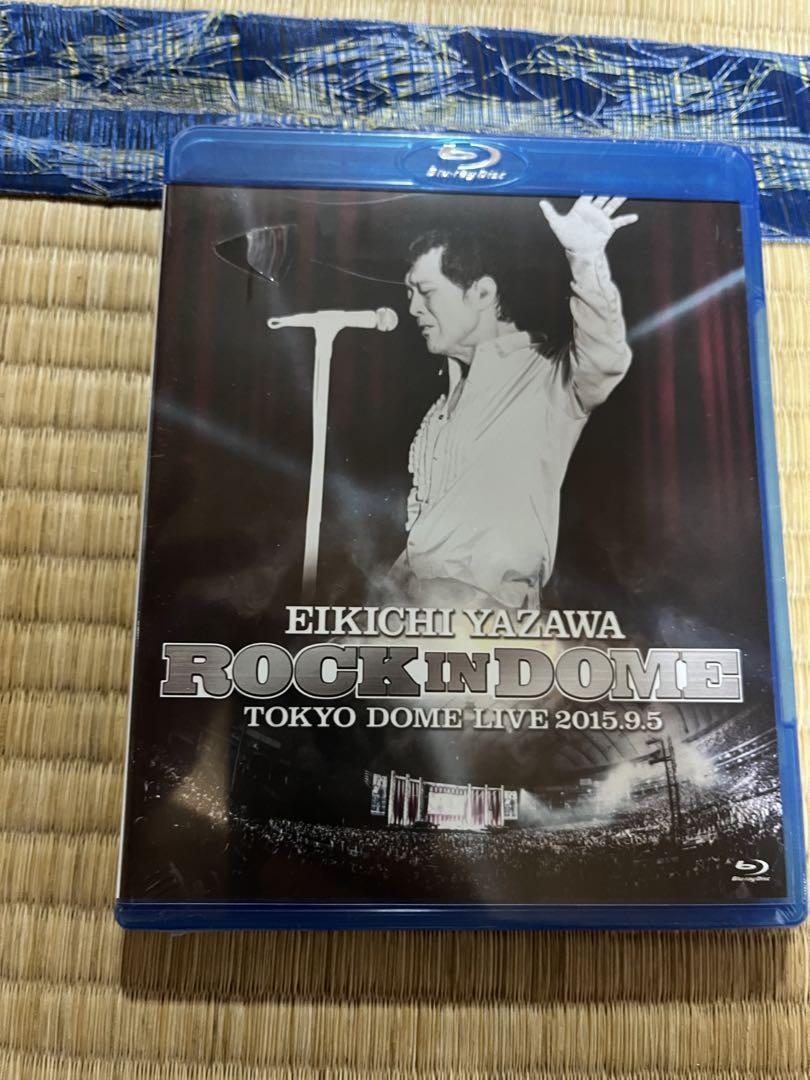 Blu-ray Disc
EIKICHI YAZAWA
ROCK IN DOME
TOKYO DOME LIVE 2015.9.5
Blu-ray Disc